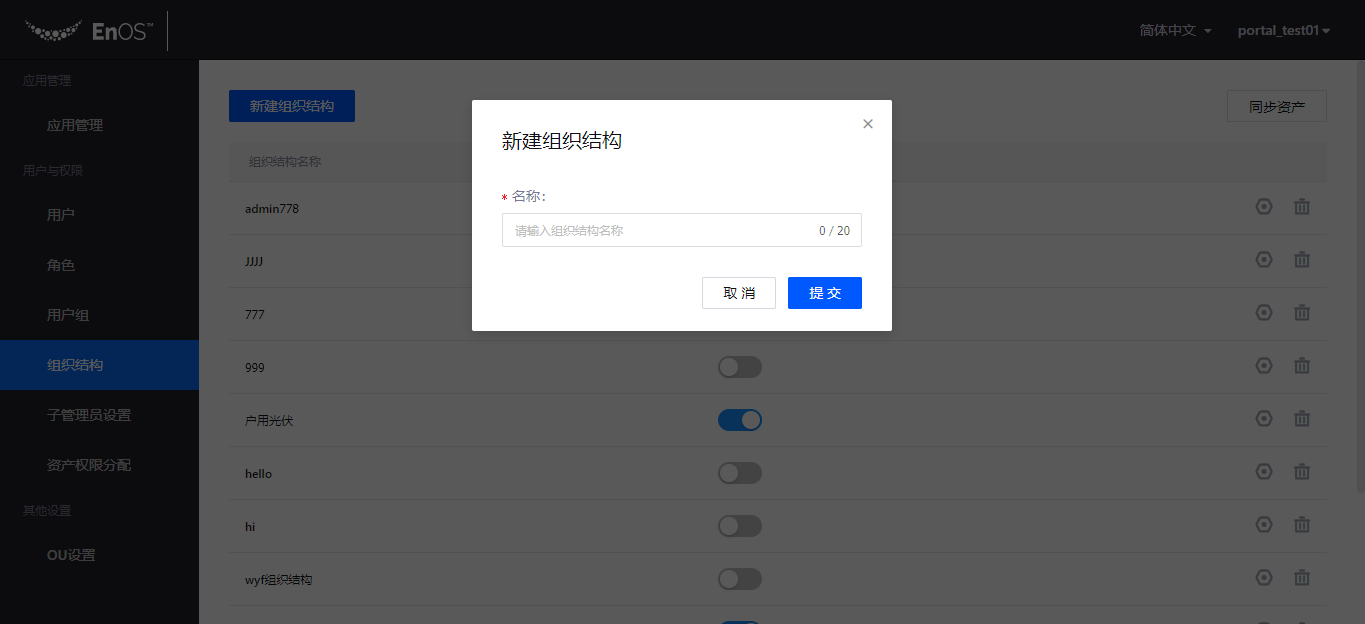 EnOS™
简体中文
portal_test01
应用管理
应用管理
用户与权限
用户
角色
用户组
组织结构
子管理员设置
资产权限分配
其他设置
OU设置
新建组织结构
同步资产
组织结构名称
admin778
JJJJ
777
999
户用光伏
hello
hi
wyf组织结构
新建组织结构
* 名称:
请输入组织结构名称
0 / 20
取 消
提 交